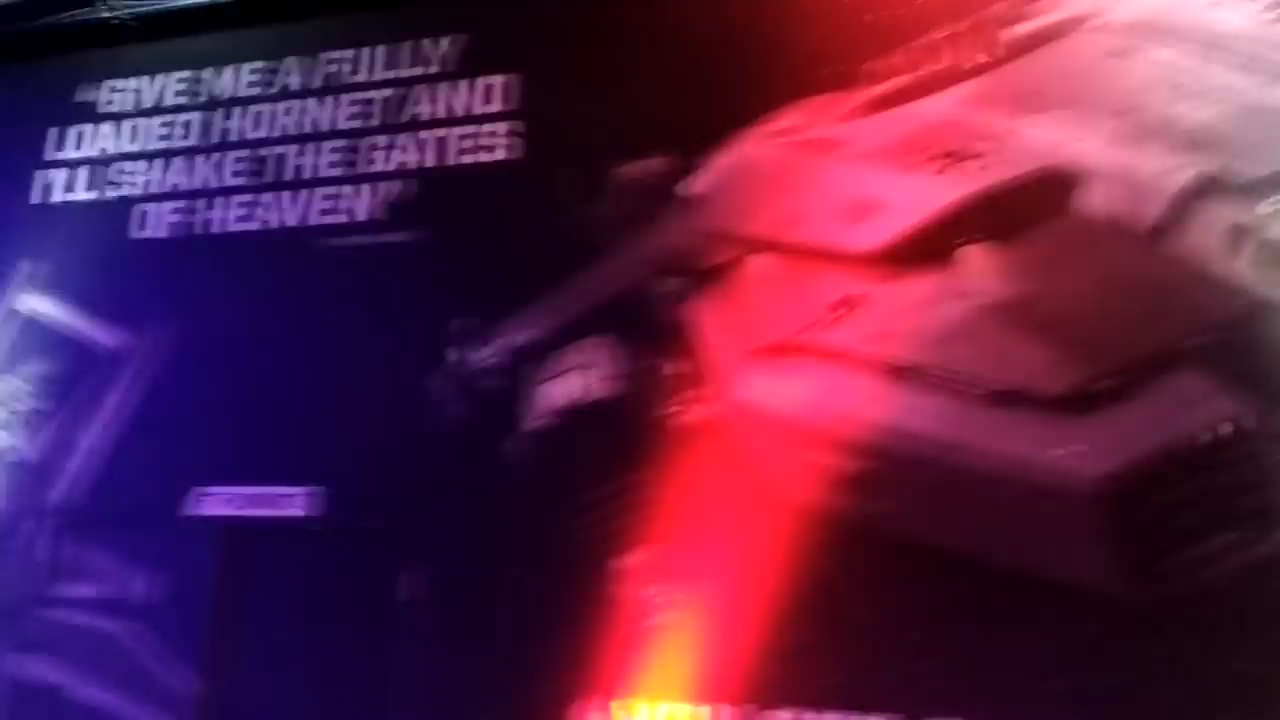 "GIVE ME A FULLY
LOADED HORNET AND
I'LL SHAKE THE GATES
OF HEAVEN!"